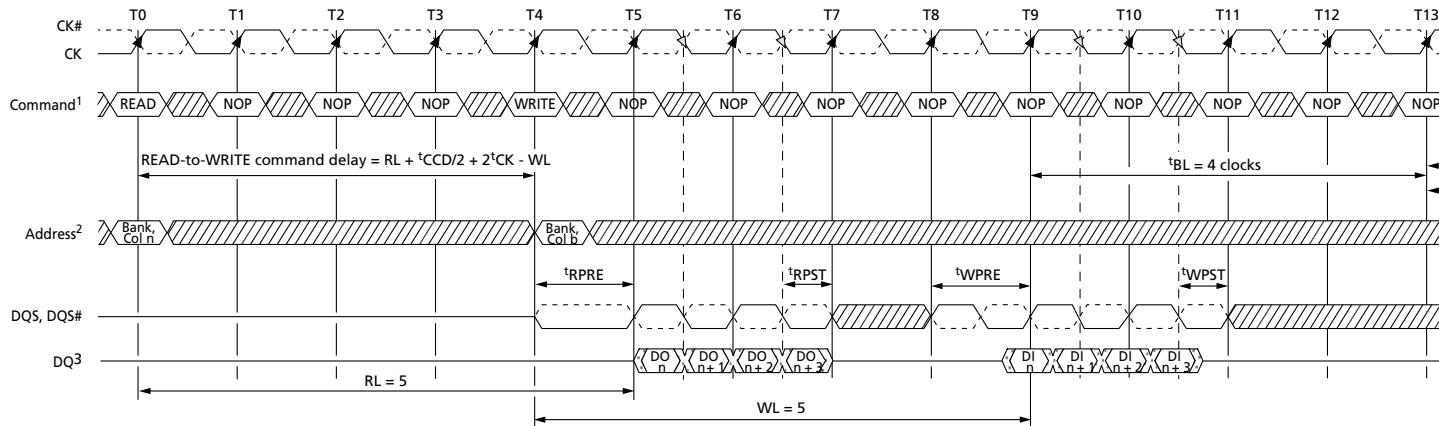 T0 T1 T2 T3 T4 T5 T6 T7 T8 T9 T10 T11 T12 T13
CK#
CK
Command1 READ NOP NOP NOP WRITE NOP NOP NOP NOP NOP NOP NOP NOP NOP
READ-to-WRITE command delay = RL + tCCD/2 + 2tCK - WL
tBL = 4 clocks
Address2 Bank, Bank,
Col n Col b
tRPRE tRPST tWPRE tWPST
DQS, DQS#
DQ3 DO DO DO DO DI DI DI DI
n n + 1 n + 2 n + 3 n n + 1 n + 2 n + 3
RL = 5
WL = 5